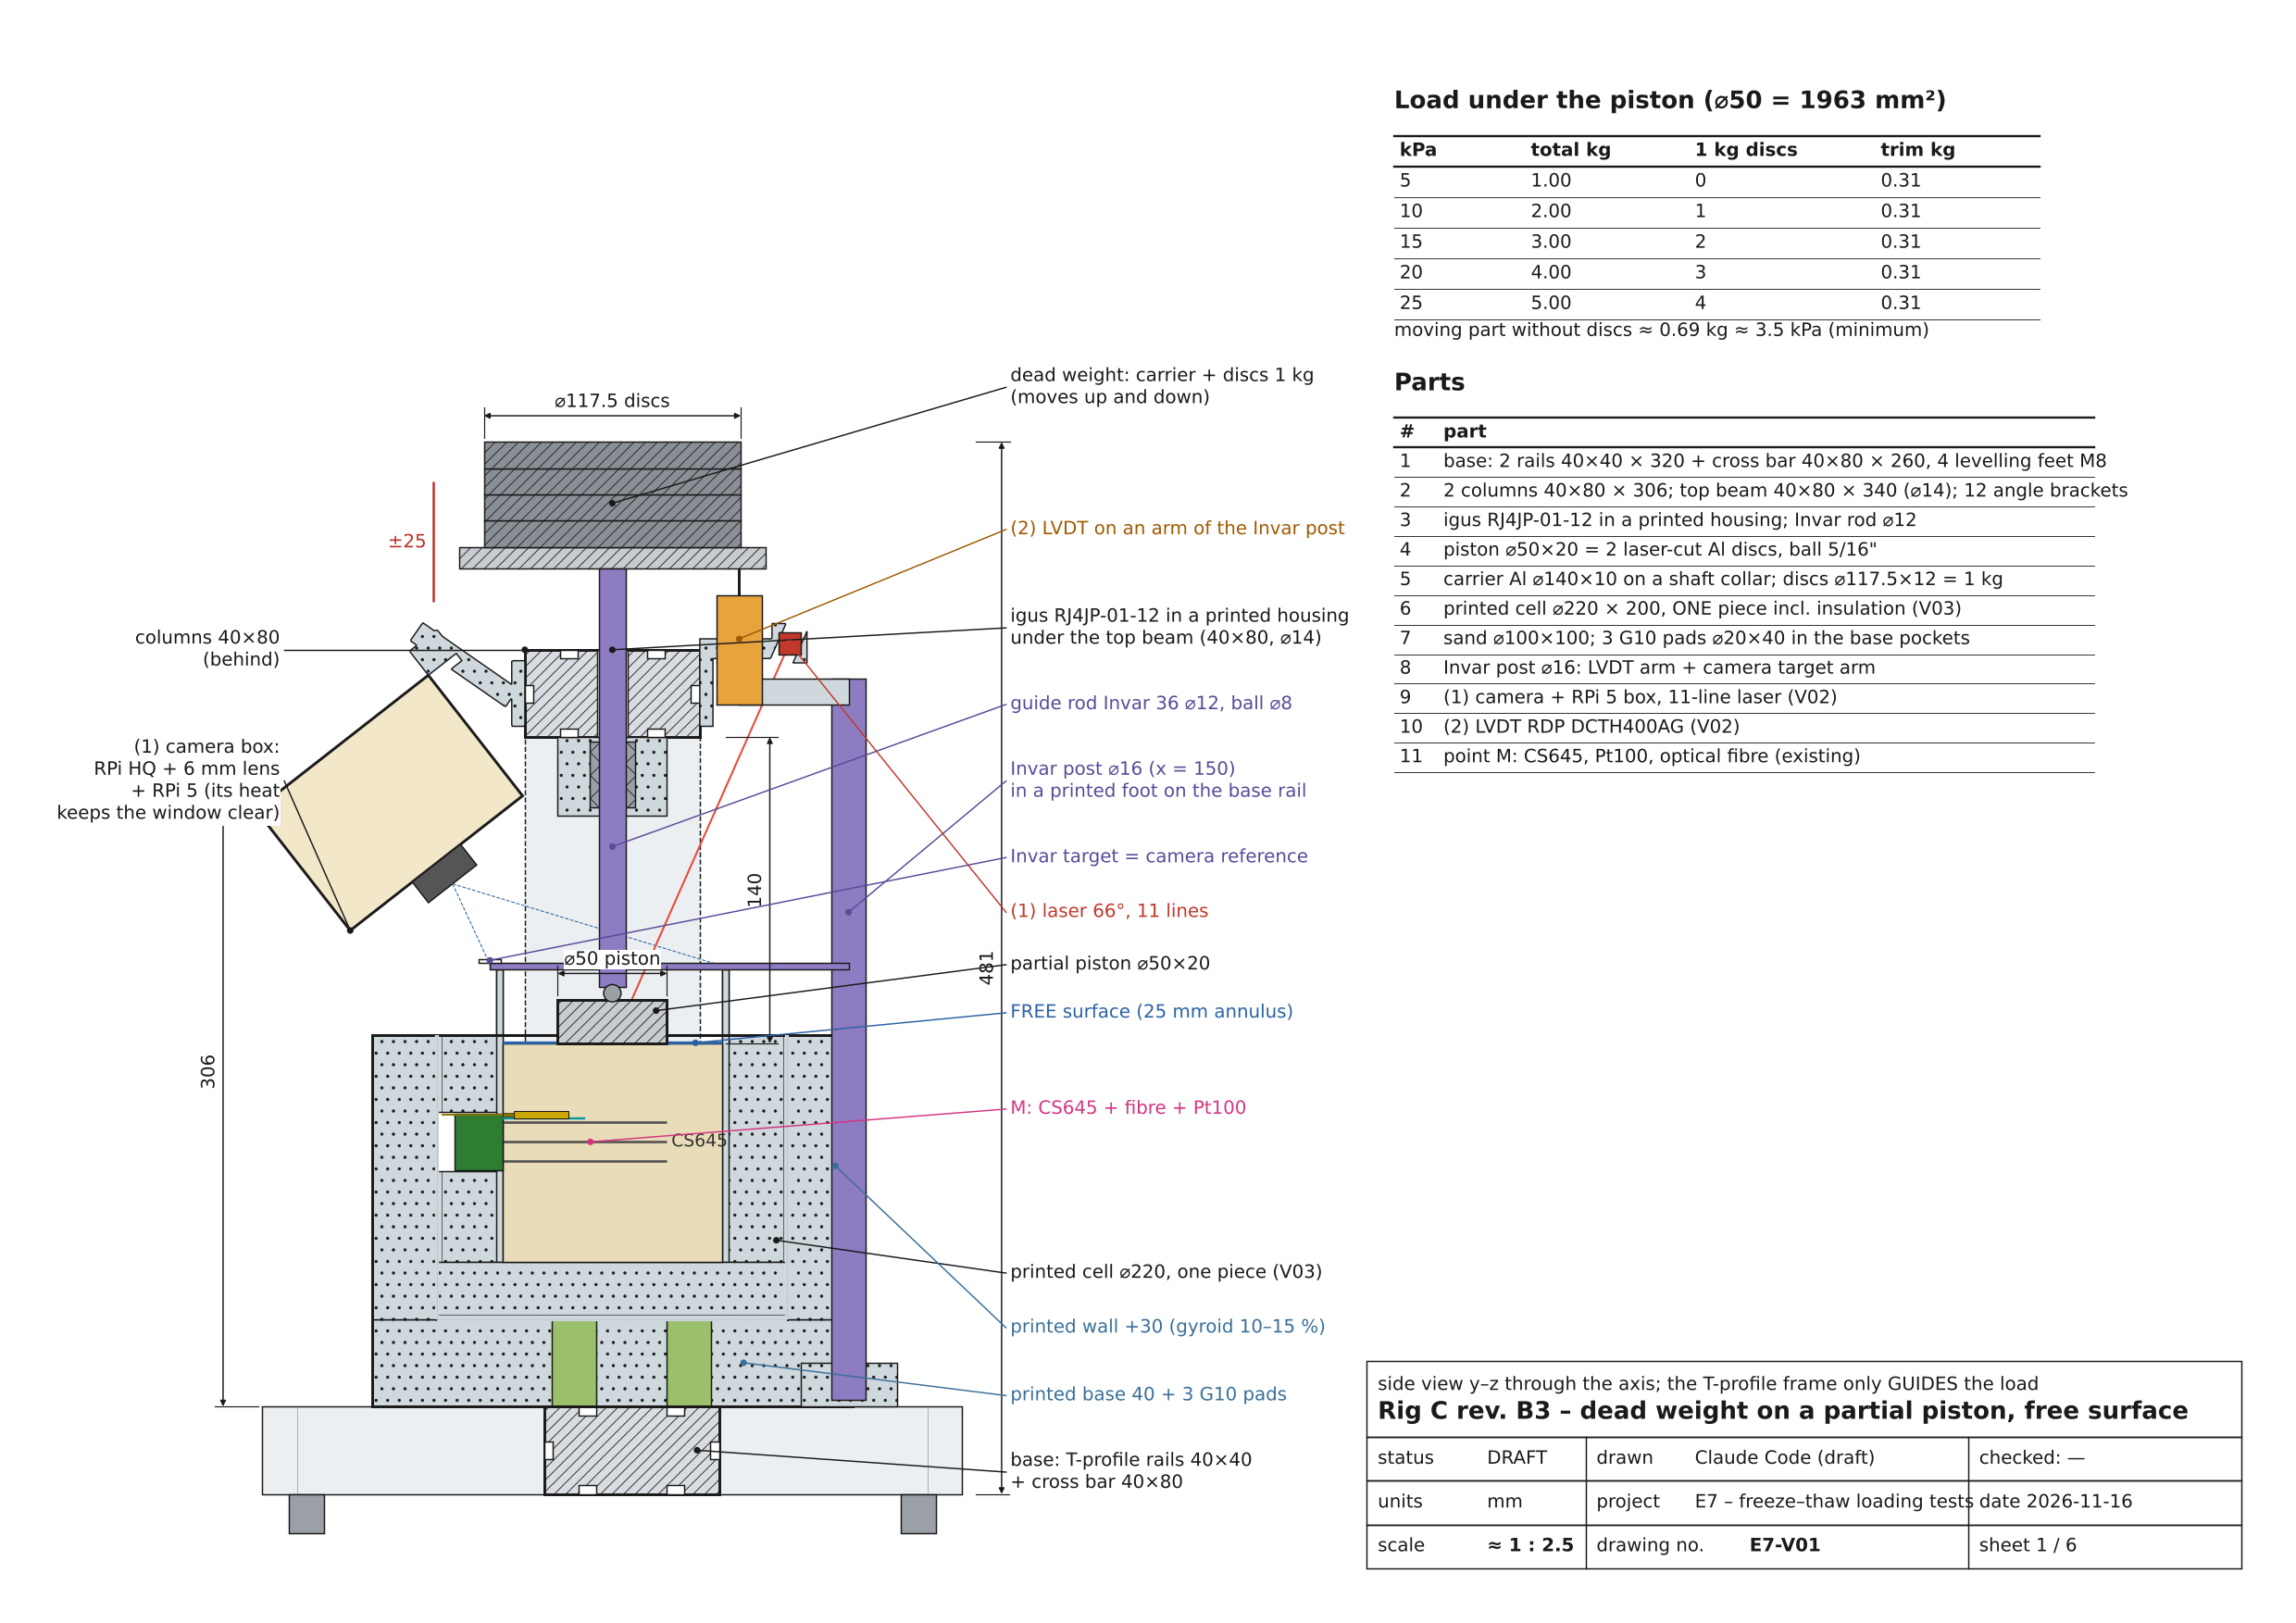 Load under the piston (⌀50 = 1963 mm²)
kPa total kg 1 kg discs trim kg
5 1.00 0 0.31
10 2.00 1 0.31
15 3.00 2 0.31
20 4.00 3 0.31
25 5.00 4 0.31
moving part without discs ≈ 0.69 kg ≈ 3.5 kPa (minimum)
Parts
# part
1 base: 2 rails 40×40 × 320 + cross bar 40×80 × 260, 4 levelling feet M8
2 2 columns 40×80 × 306; top beam 40×80 × 340 (⌀14); 12 angle brackets
3 igus RJ4JP-01-12 in a printed housing; Invar rod ⌀12
4 piston ⌀50×20 = 2 laser-cut Al discs, ball 5/16"
5 carrier Al ⌀140×10 on a shaft collar; discs ⌀117.5×12 = 1 kg
6 printed cell ⌀220 × 200, ONE piece incl. insulation (V03)
7 sand ⌀100×100; 3 G10 pads ⌀20×40 in the base pockets
8 Invar post ⌀16: LVDT arm + camera target arm
9 (1) camera + RPi 5 box, 11-line laser (V02)
10 (2) LVDT RDP DCTH400AG (V02)
11 point M: CS645, Pt100, optical fibre (existing)
⌀117.5 discs
±25
columns 40×80
(behind)
(1) camera box:
RPi HQ + 6 mm lens
+ RPi 5 (its heat
keeps the window clear)
306
140
481
⌀50 piston
CS645
dead weight: carrier + discs 1 kg
(moves up and down)
(2) LVDT on an arm of the Invar post
igus RJ4JP-01-12 in a printed housing
under the top beam (40×80, ⌀14)
guide rod Invar 36 ⌀12, ball ⌀8
Invar post ⌀16 (x = 150)
in a printed foot on the base rail
Invar target = camera reference
(1) laser 66°, 11 lines
partial piston ⌀50×20
FREE surface (25 mm annulus)
M: CS645 + fibre + Pt100
printed cell ⌀220, one piece (V03)
printed wall +30 (gyroid 10–15 %)
printed base 40 + 3 G10 pads
base: T-profile rails 40×40
+ cross bar 40×80
side view y–z through the axis; the T-profile frame only GUIDES the load
Rig C rev. B3 – dead weight on a partial piston, free surface
status DRAFT drawn Claude Code (draft) checked: —
units mm project E7 – freeze–thaw loading tests date 2026-11-16
scale ≈ 1 : 2.5 drawing no. E7-V01 sheet 1 / 6